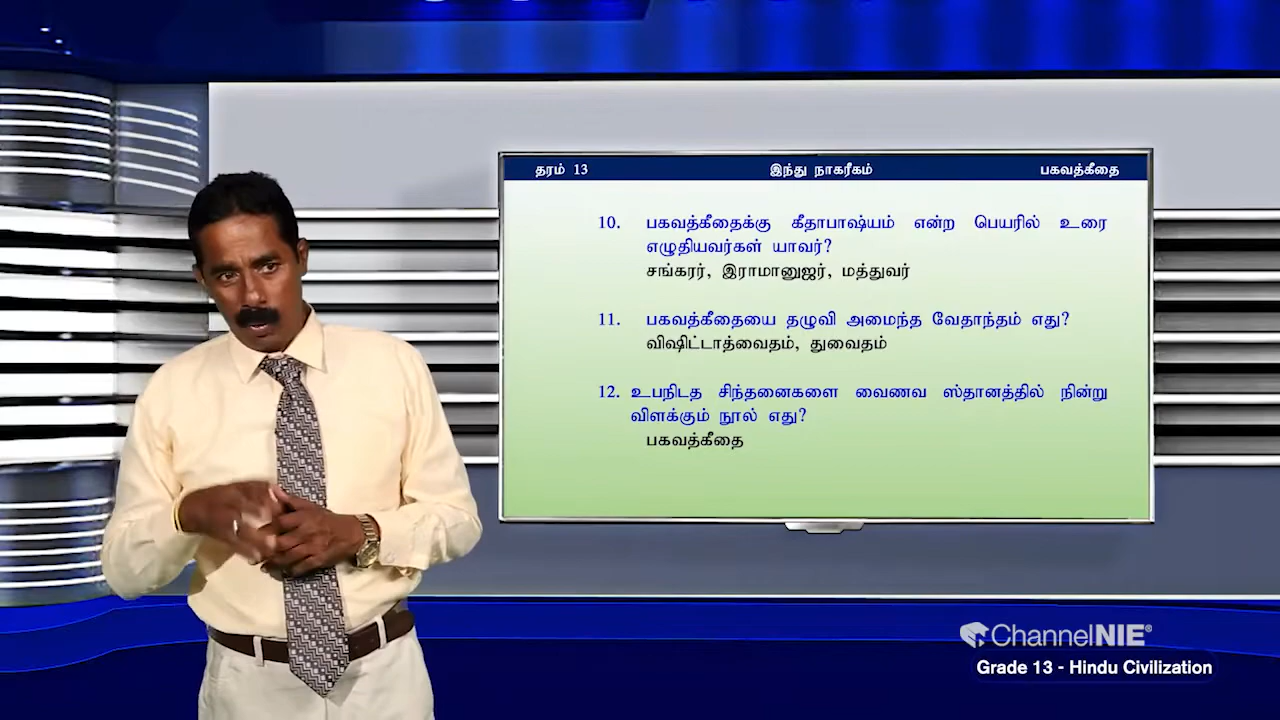 தரம் 13 இந்து நாகரீகம் பகவத்கீதை
10. பகவத்கீதைக்கு கீதாபாஷ்யம் என்ற பெயரில் உரை
எழுதியவர்கள் யாவர்?
சங்கரர், இராமானுஜர், மத்துவர்
11. பகவத்கீதையை தழுவி அமைந்த வேதாந்தம் எது?
விஷிட்டாத்வைதம், துவைதம்
12. உபநிடத சிந்தனைகளை வைணவ ஸ்தானத்தில் நின்று
விளக்கும் நூல் எது?
பகவத்கீதை
ChannelNIE®
Grade 13 - Hindu Civilization